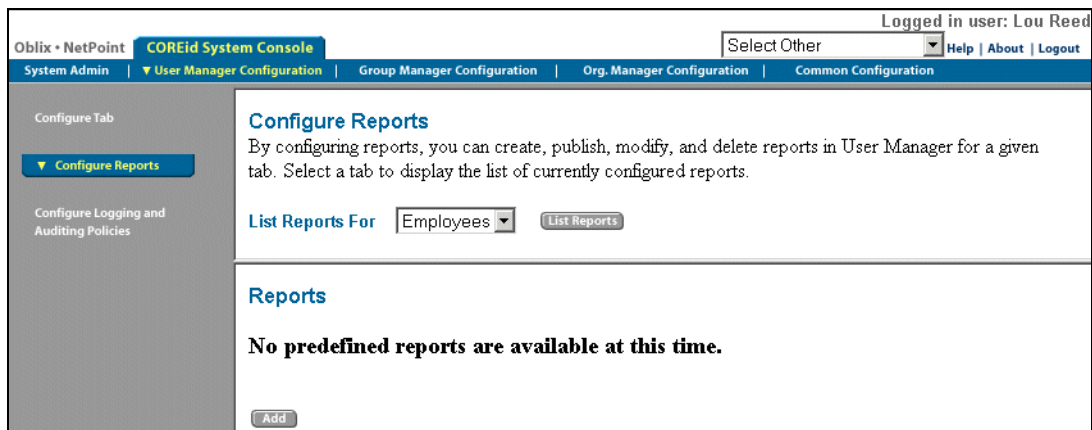 Logged in user: Lou Reed
Oblix • NetPoint COREid System Console Select Other Help | About | Logout
System Admin | ▼ User Manager Configuration | Group Manager Configuration | Org. Manager Configuration | Common Configuration
Configure Tab
▼ Configure Reports
Configure Logging and
Auditing Policies
Configure Reports
By configuring reports, you can create, publish, modify, and delete reports in User Manager for a given
tab. Select a tab to display the list of currently configured reports.
List Reports For Employees List Reports
Reports
No predefined reports are available at this time.
Add